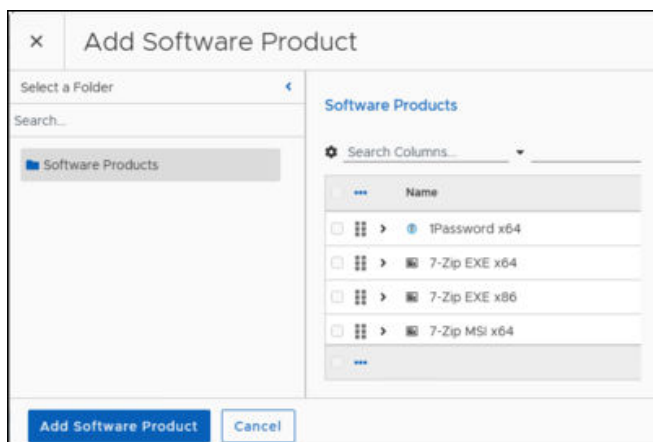 Add Software Product
Select a Folder
Search...
Software Products
Software Products
Search Columns...
Name
1Password x64
7-Zip EXE x64
7-Zip EXE x86
7-Zip MSI x64
Add Software Product
Cancel